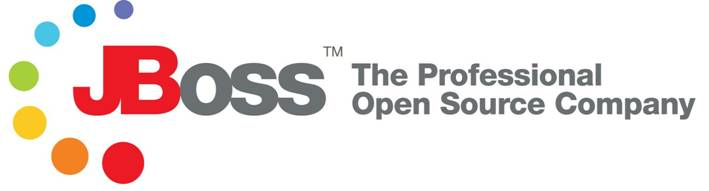 JBoss™
The Professional
Open Source Company